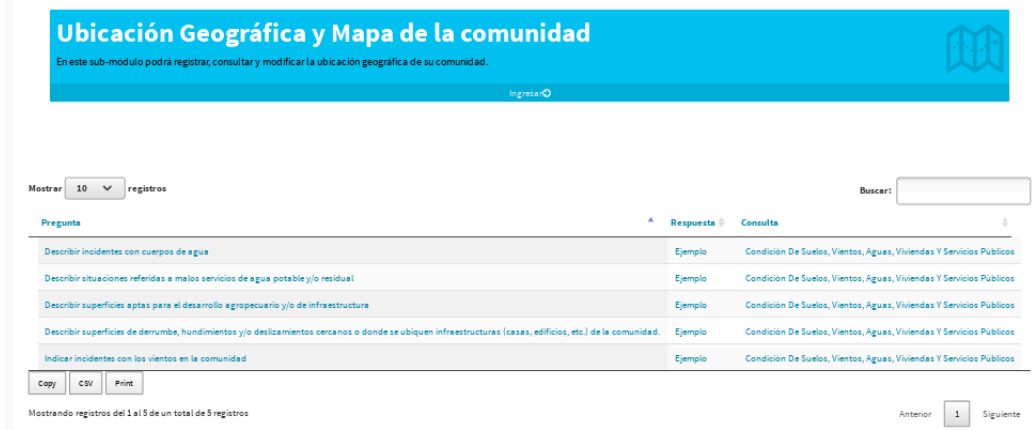 Ubicación Geográfica y Mapa de la comunidad
En este sub-módulo podrá registrar, consultar y modificar la ubicación geográfica de su comunidad.
Ingresar
Mostrar 10 registros
Buscar:
Pregunta Respuesta Consulta
Describir incidentes con cuerpos de agua Ejemplo Condición De Suelos, Vientos, Aguas, Viviendas Y Servicios Públicos
Describir situaciones referidas a malos servicios de agua potable y/o residual Ejemplo Condición De Suelos, Vientos, Aguas, Viviendas Y Servicios Públicos
Describir superficies aptas para el desarrollo agropecuario y/o de infraestructura Ejemplo Condición De Suelos, Vientos, Aguas, Viviendas Y Servicios Públicos
Describir superficies de derrumbe, hundimientos y/o deslizamientos cercanos o donde se ubiquen infraestructuras (casas, edificios, etc.) de la comunidad. Ejemplo Condición De Suelos, Vientos, Aguas, Viviendas Y Servicios Públicos
Indicar incidentes con los vientos en la comunidad Ejemplo Condición De Suelos, Vientos, Aguas, Viviendas Y Servicios Públicos
Copy CSV Print
Mostrando registros del 1 al 5 de un total de 5 registros
Anterior 1 Siguiente